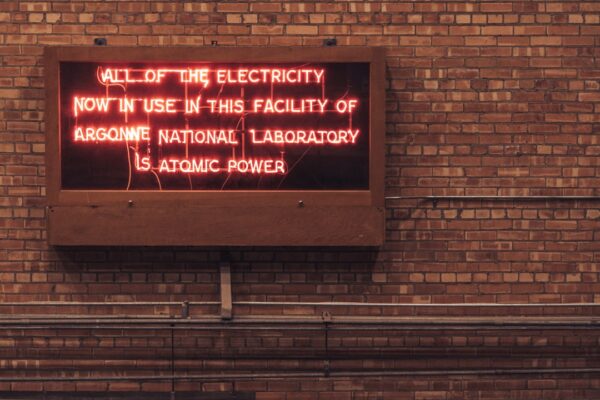 ALL OF THE ELECTRICITY
NOW IN USE IN THIS FACILITY OF
ARGONNE NATIONAL LABORATORY
IS ATOMIC POWER